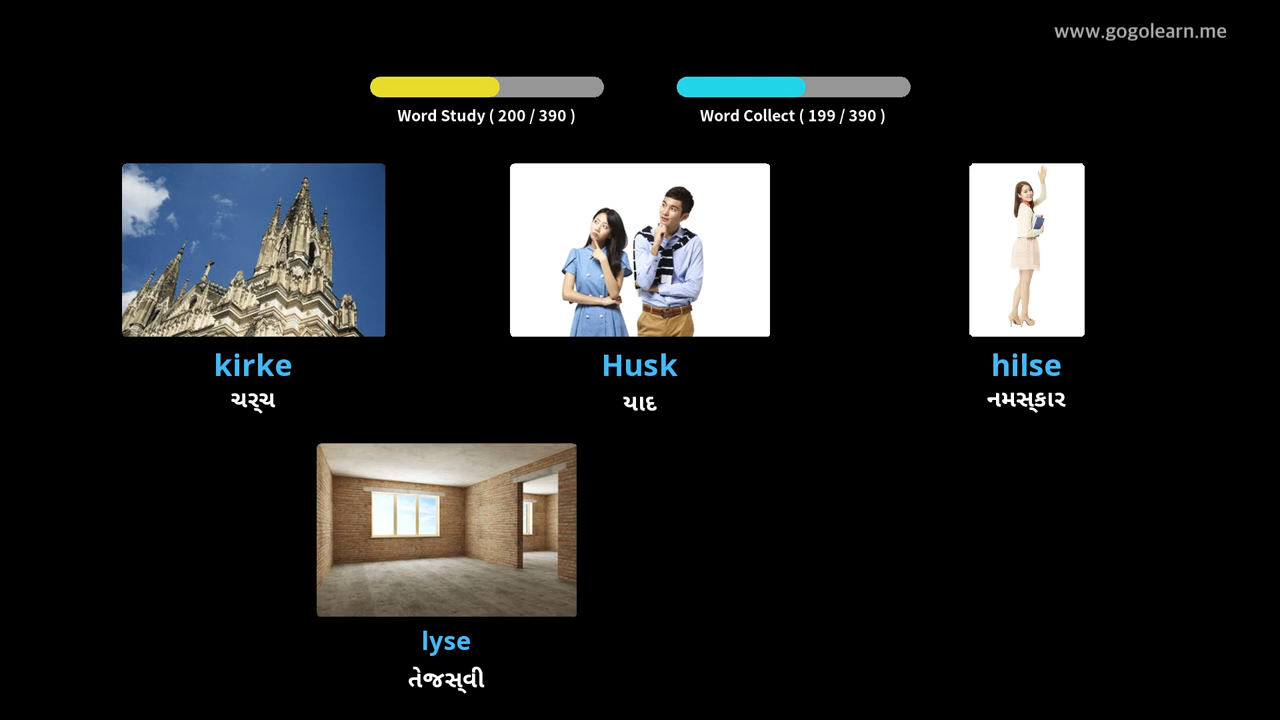 www.gogolearn.me
Word Study ( 200 / 390 )
Word Collect ( 199 / 390 )
kirke
ચર્ચ
Husk
યાદ
hilse
નમસ્કાર
lyse
તેજસ્વી